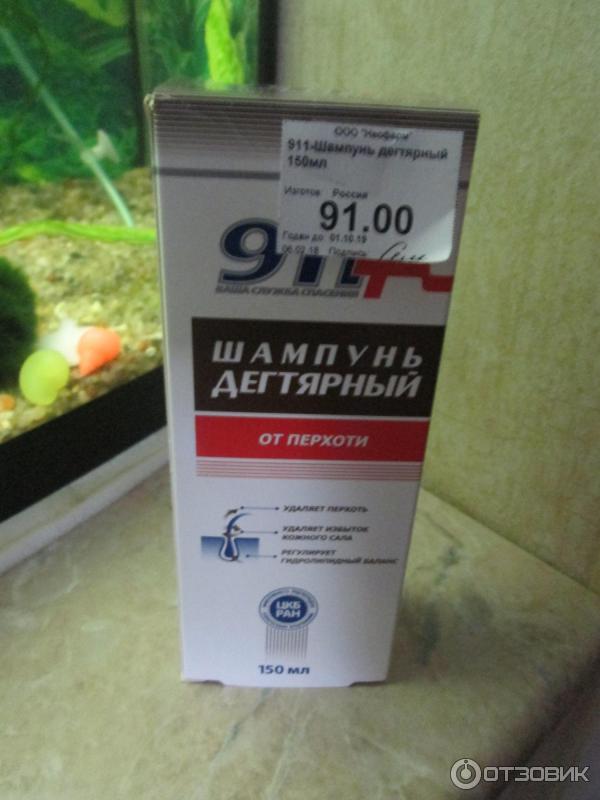 ООО "Неофарм"
911-Шампунь дегтярный
150мл
Изготов Россия
91.00
Годен до 01.10.19
06.02.18 Подпись
911
ВАША СЛУЖБА СПАСЕНИЯ
ШАМПУНЬ
ДЕГТЯРНЫЙ
ОТ ПЕРХОТИ
УДАЛЯЕТ ПЕРХОТЬ
УДАЛЯЕТ ИЗБЫТОК
КОЖНОГО САЛА
РЕГУЛИРУЕТ
ГИДРОЛИПИДНЫЙ БАЛАНС
ЦКБ
РАН
150 мл
ОТЗОВИК